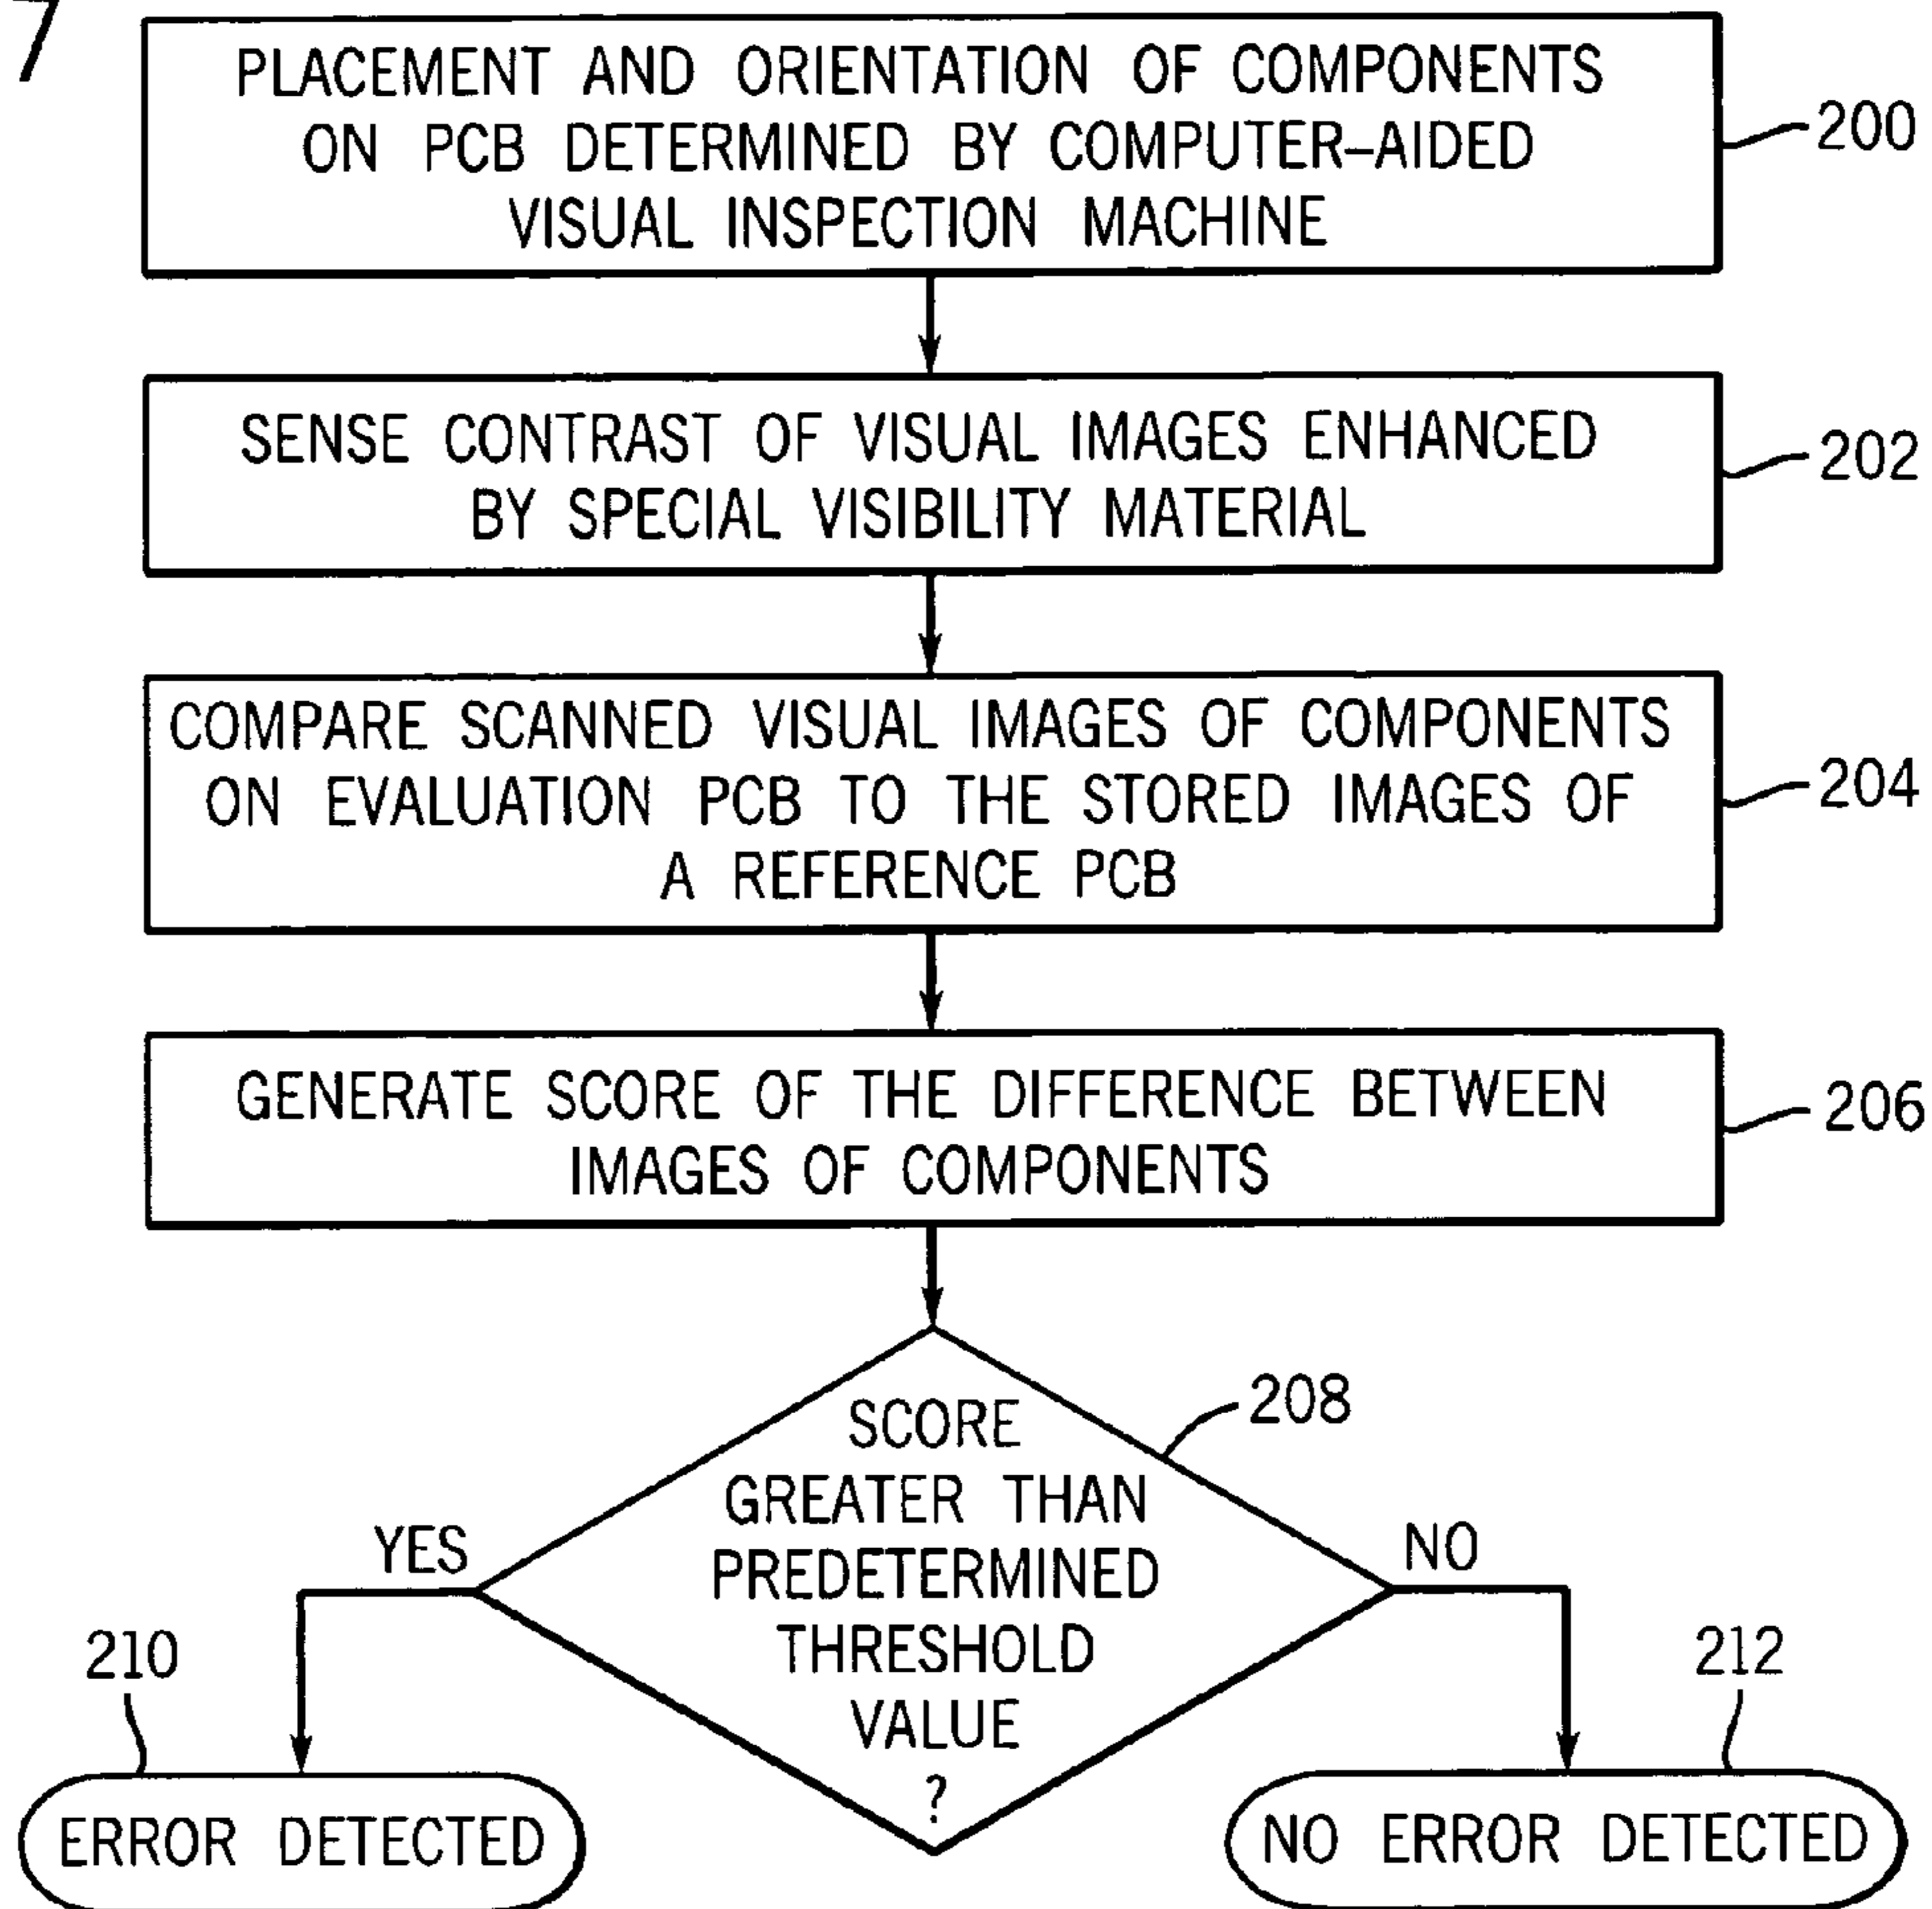 7
PLACEMENT AND ORIENTATION OF COMPONENTS
ON PCB DETERMINED BY COMPUTER-AIDED
VISUAL INSPECTION MACHINE
200
SENSE CONTRAST OF VISUAL IMAGES ENHANCED
BY SPECIAL VISIBILITY MATERIAL
202
COMPARE SCANNED VISUAL IMAGES OF COMPONENTS
ON EVALUATION PCB TO THE STORED IMAGES OF
A REFERENCE PCB
204
GENERATE SCORE OF THE DIFFERENCE BETWEEN
IMAGES OF COMPONENTS
206
SCORE
GREATER THAN
PREDETERMINED
THRESHOLD
VALUE
?
208
YES
NO
210
212
ERROR DETECTED
NO ERROR DETECTED